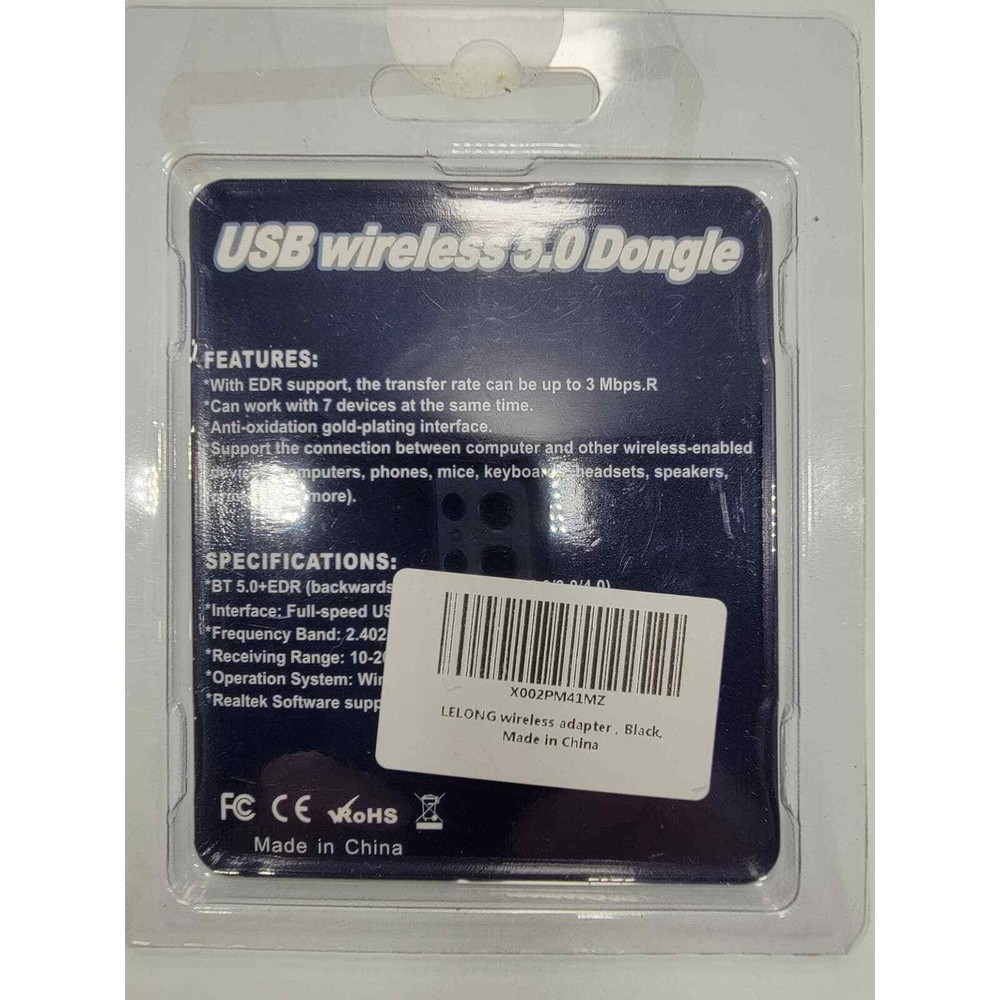 USB wireless 5.0 Dongle
FEATURES:
*With EDR support, the transfer rate can be up to 3 Mbps.R
*Can work with 7 devices at the same time.
*Anti-oxidation gold-plating interface.
*Support the connection between computer and other wireless-enabled
phones, mice, headsets, speakers,
more).
SPECIFICATIONS:
*BT 5.0+EDR (backwards
*Interface: Full-speed
*Frequency Band: 2.402
*Receiving Range:
*Operation System:
*Realtek Software
X002PM41MZ
LELONG wireless adapter , Black,
Made in China
FC CE RoHS
Made in China